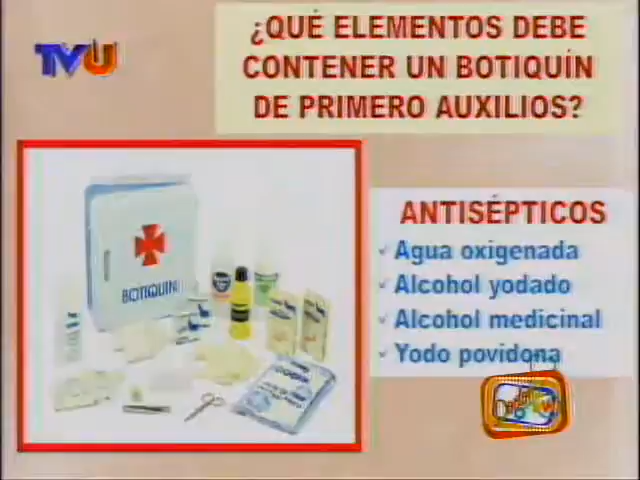 TVU
¿QUÉ ELEMENTOS DEBE
CONTENER UN BOTIQUÍN
DE PRIMERO AUXILIOS?
BOTIQUIN
ANTISÉPTICOS
Agua oxigenada
Alcohol yodado
Alcohol medicinal
Yodo povidona